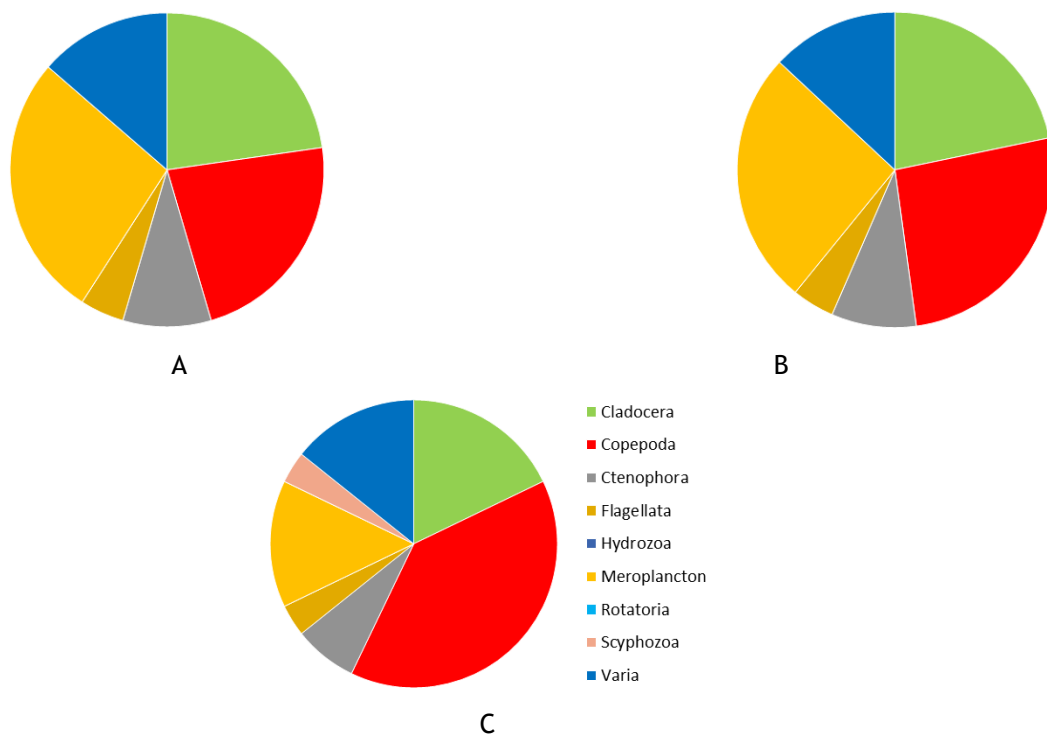 A
B
Cladocera
Copepoda
Ctenophora
Flagellata
Hydrozoa
Meroplancton
Rotatoria
Scyphozoa
Varia
C